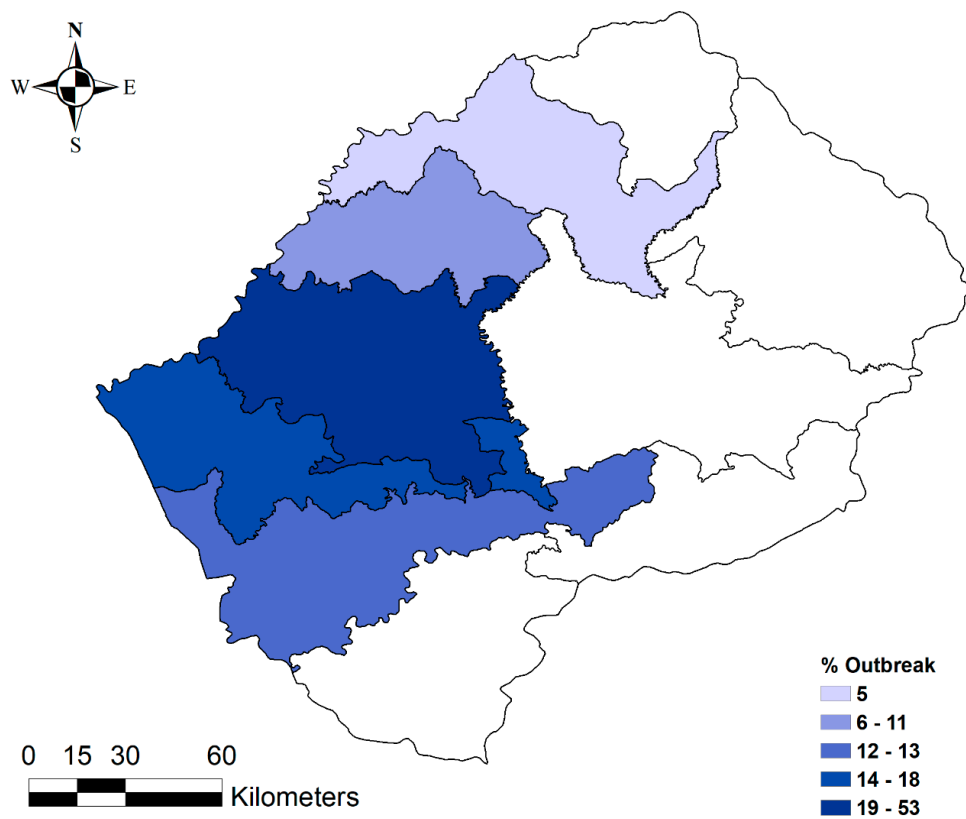 N
W E
S
% Outbreak
5
6 - 11
12 - 13
14 - 18
19 - 53
0 15 30 60
Kilometers